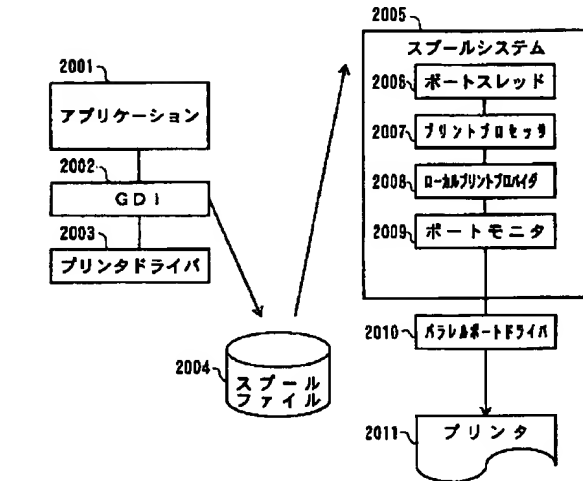 2001
アプリケーション
2002
GDI
2003
プリンタドライバ
2004
スプール
ファイル
2005
スプールシステム
2006
ポートスレッド
2007
プリントプロセッサ
2008
ローカルプリントプロバイダ
2009
ポートモニタ
2010
パラレルポートドライバ
2011
プリンタ